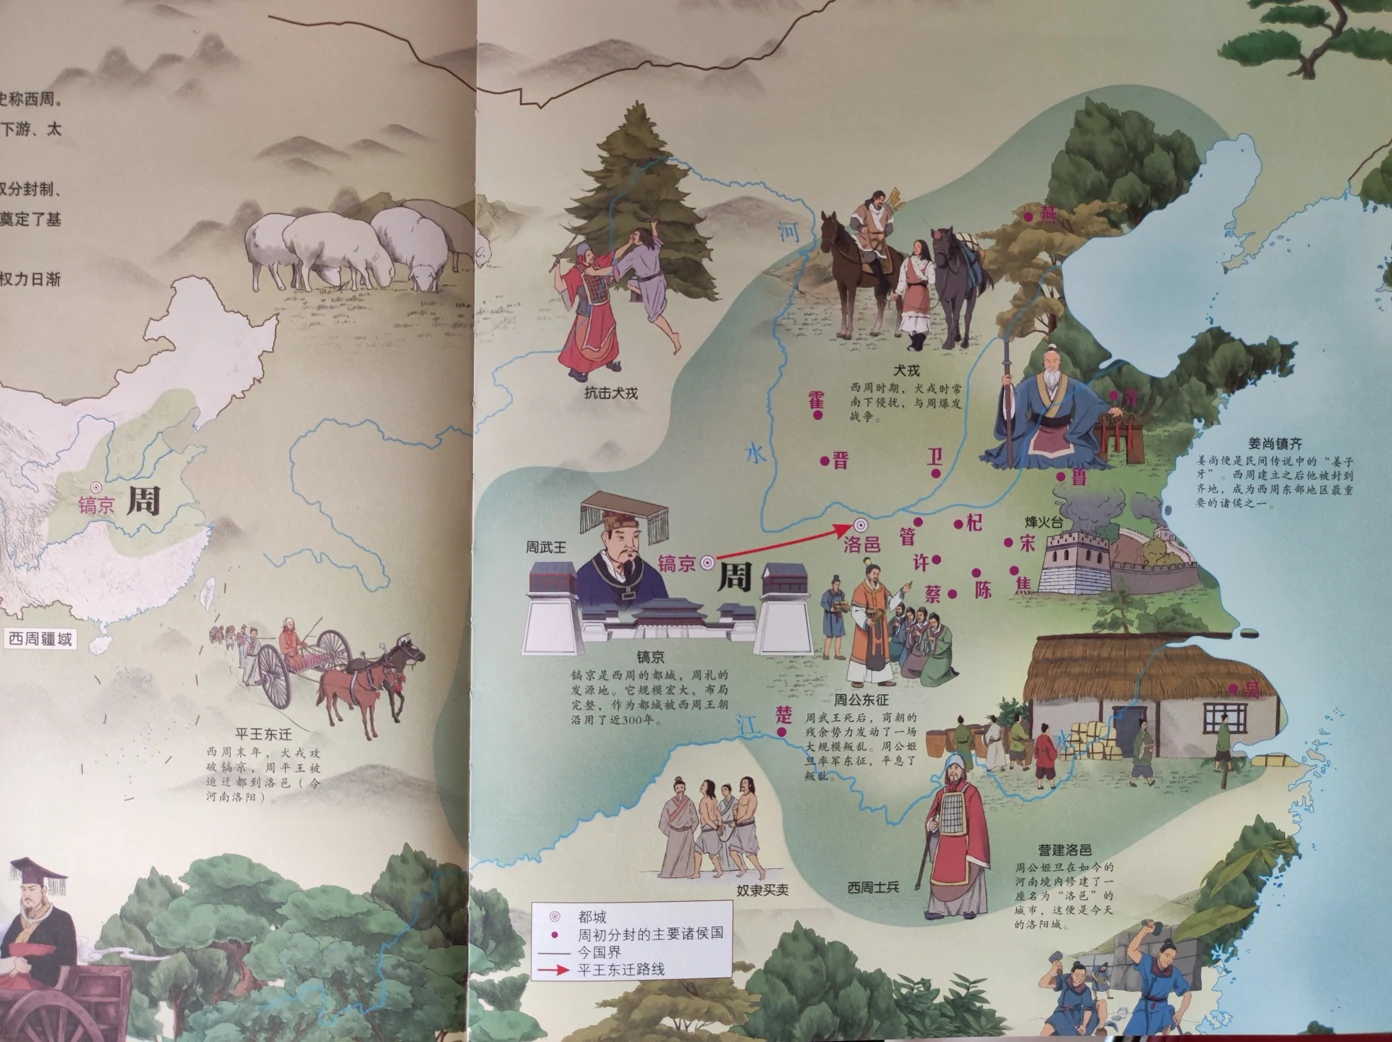 史称西周。
下游、太
权分封制、
奠定了基
权力日渐
镐京
周
西周疆域
平王东迁
西周末年，犬戎攻
破镐京，周平王被
迫迁都到洛邑（今
河南洛阳）
抗击犬戎
河
水
犬戎
西周时期，犬戎时常
南下侵扰，与周爆发
战争。
燕
霍
晋
卫
齐
鲁
姜尚镇齐
姜尚便是民间传说中的“姜子
牙”。西周建立之后他被封到
齐地，成为西周东部地区最重
要的诸侯之一。
周武王
镐京
周
洛邑
管
杞
宋
烽火台
许
蔡
陈
焦
镐京
镐京是西周的都城，周礼的
发源地。它规模宏大，布局
完整，作为都城被西周王朝
沿用了近300年。
周公东征
周武王死后，商朝的
残余势力发动了一场
大规模叛乱。周公姬
旦率军东征，平息了
叛乱。
江
水
楚
吴
奴隶买卖
西周士兵
营建洛邑
周公姬旦在如今的
河南境内修建了一
座名为“洛邑”的
城市，这便是今天
的洛阳城。
都城
周初分封的主要诸侯国
今国界
平王东迁路线